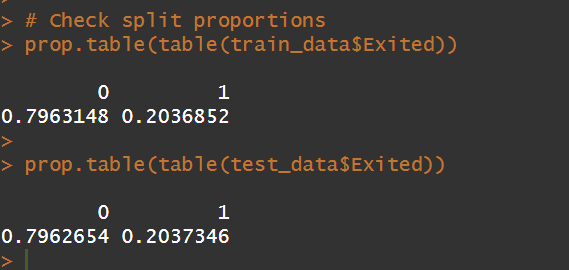 > # Check split proportions
> prop.table(table(train_data$Exited))
0 1
0.7963148 0.2036852
>
> prop.table(table(test_data$Exited))
0 1
0.7962654 0.2037346
>